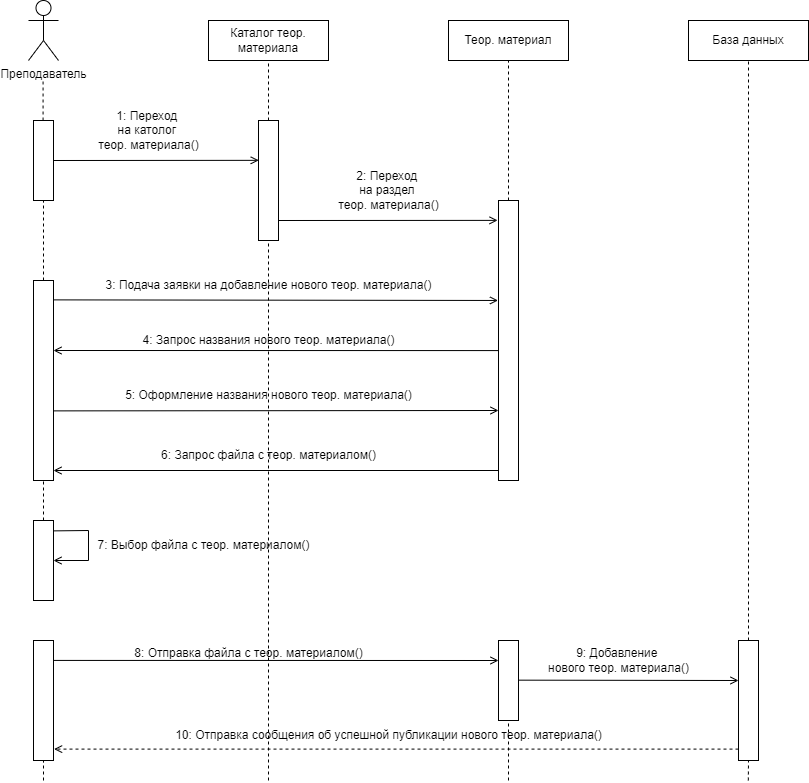 Каталог теор.
материала
Теор. материал
База данных
Преподаватель
1: Переход
на католог
теор. материала()
2: Переход
на раздел
теор. материала()
3: Подача заявки на добавление нового теор. материала()
4: Запрос названия нового теор. материала()
5: Оформление названия нового теор. материала()
6: Запрос файла с теор. материалом()
7: Выбор файла с теор. материалом()
8: Отправка файла с теор. материалом()
9: Добавление
нового теор. материала()
10: Отправка сообщения об успешной публикации нового теор. материала()